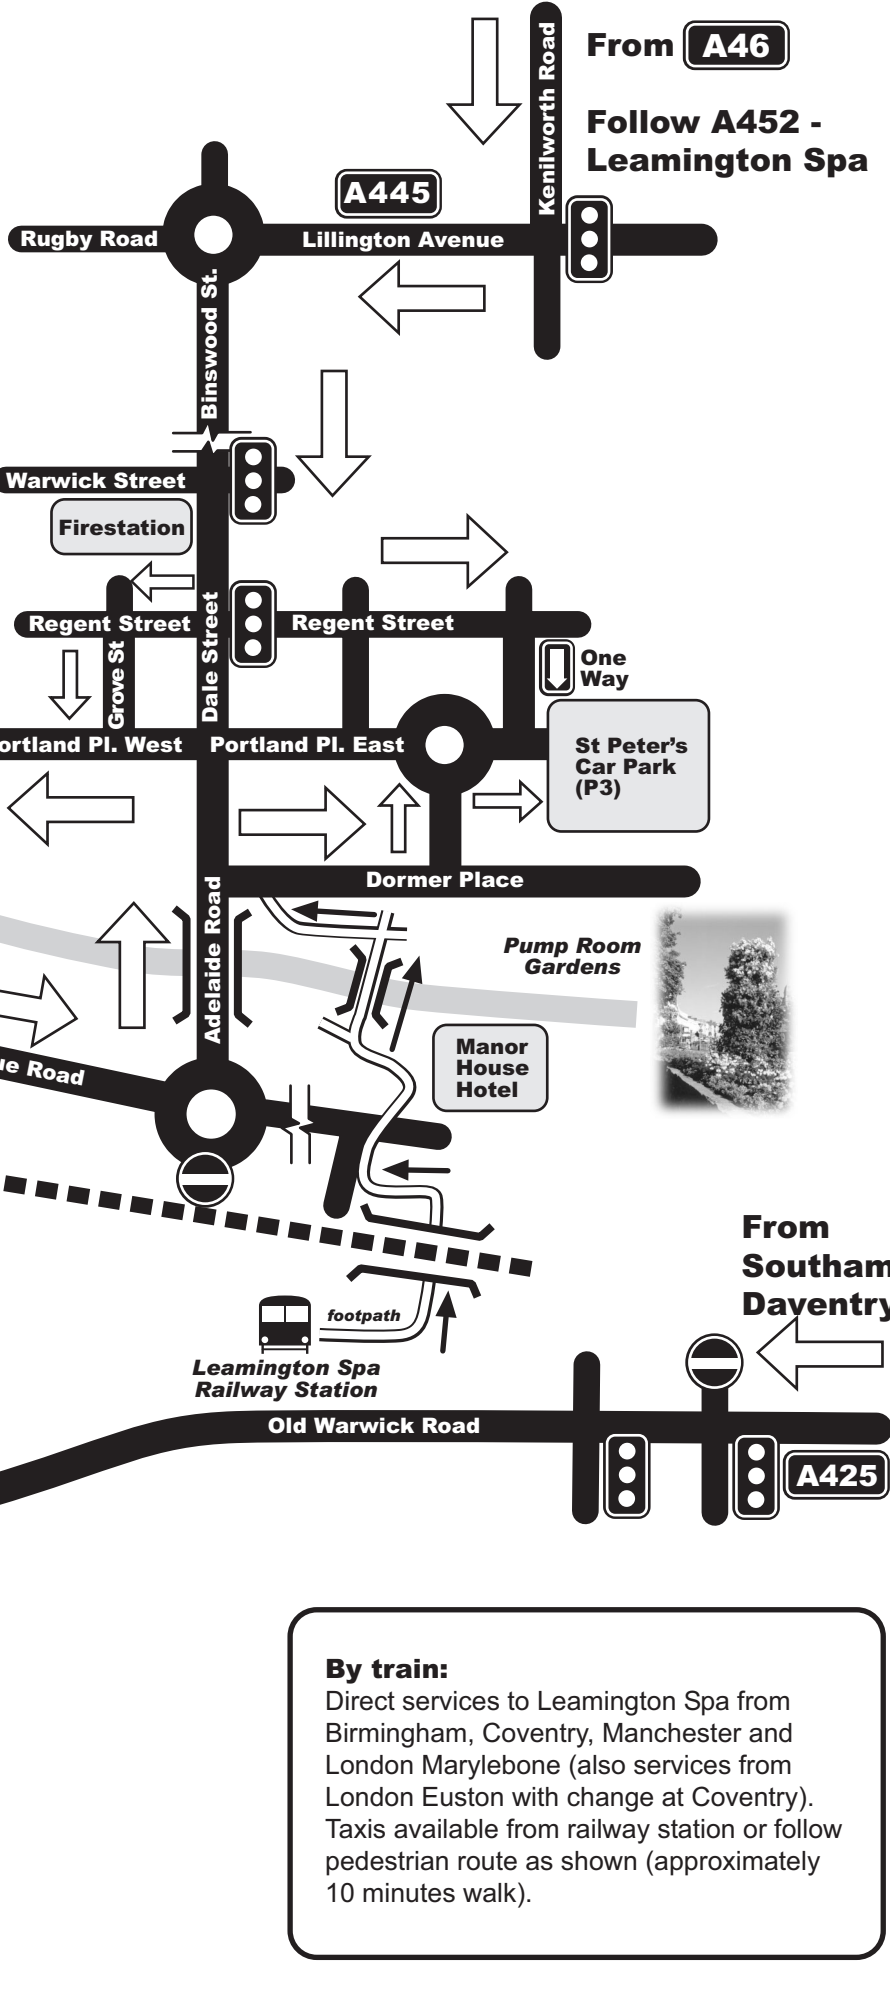 From A46
Follow A452 -
Leamington Spa
Kenilworth Road
A445
Rugby Road
Lillington Avenue
Binswood St.
Warwick Street
Firestation
Regent Street
Regent Street
Grove St
Dale Street
One
Way
ortland Pl. West
Portland Pl. East
St Peter's
Car Park
(P3)
Dormer Place
Adelaide Road
Pump Room
Gardens
Manor
House
Hotel
ue Road
From
Southam
Daventry
footpath
Leamington Spa
Railway Station
Old Warwick Road
A425
By train:
Direct services to Leamington Spa from
Birmingham, Coventry, Manchester and
London Marylebone (also services from
London Euston with change at Coventry).
Taxis available from railway station or follow
pedestrian route as shown (approximately
10 minutes walk).